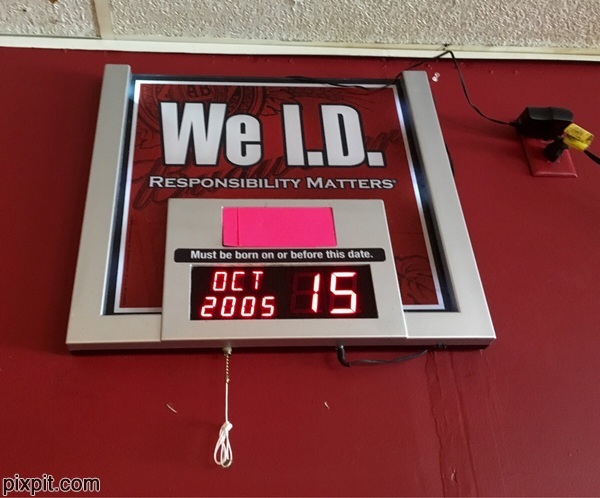 We I.D.
RESPONSIBILITY MATTERS
Must be born on or before this date.
OCT 15
2005
pixpit.com